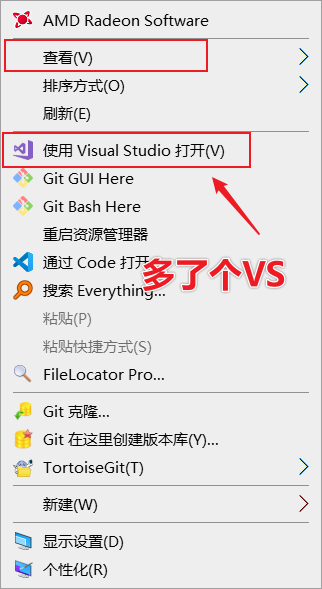 AMD Radeon Software
查看(V)
排序方式(O)
刷新(E)
使用 Visual Studio 打开(V)
Git GUI Here
Git Bash Here
重启资源管理器
通过 Code 打开
多了个VS
搜索 Everything...
粘贴(P)
粘贴快捷方式(S)
FileLocator Pro...
Git 克隆...
Git 在这里创建版本库(Y)...
TortoiseGit(T)
新建(W)
显示设置(D)
个性化(R)